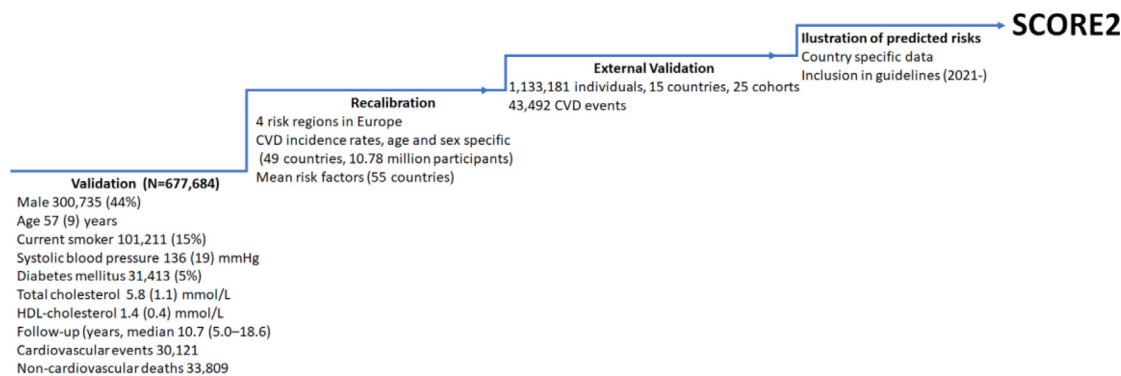 Validation (N=677,684)
Male 300,735 (44%)
Age 57 (9) years
Current smoker 101,211 (15%)
Systolic blood pressure 136 (19) mmHg
Diabetes mellitus 31,413 (5%)
Total cholesterol 5.8 (1.1) mmol/L
HDL-cholesterol 1.4 (0.4) mmol/L
Follow-up (years, median 10.7 (5.0–18.6)
Cardiovascular events 30,121
Non-cardiovascular deaths 33,809
Recalibration
4 risk regions in Europe
CVD incidence rates, age and sex specific
(49 countries, 10.78 million participants)
Mean risk factors (55 countries)
External Validation
1,133,181 individuals, 15 countries, 25 cohorts
43,492 CVD events
Ilustration of predicted risks
Country specific data
Inclusion in guidelines (2021-)
SCORE2